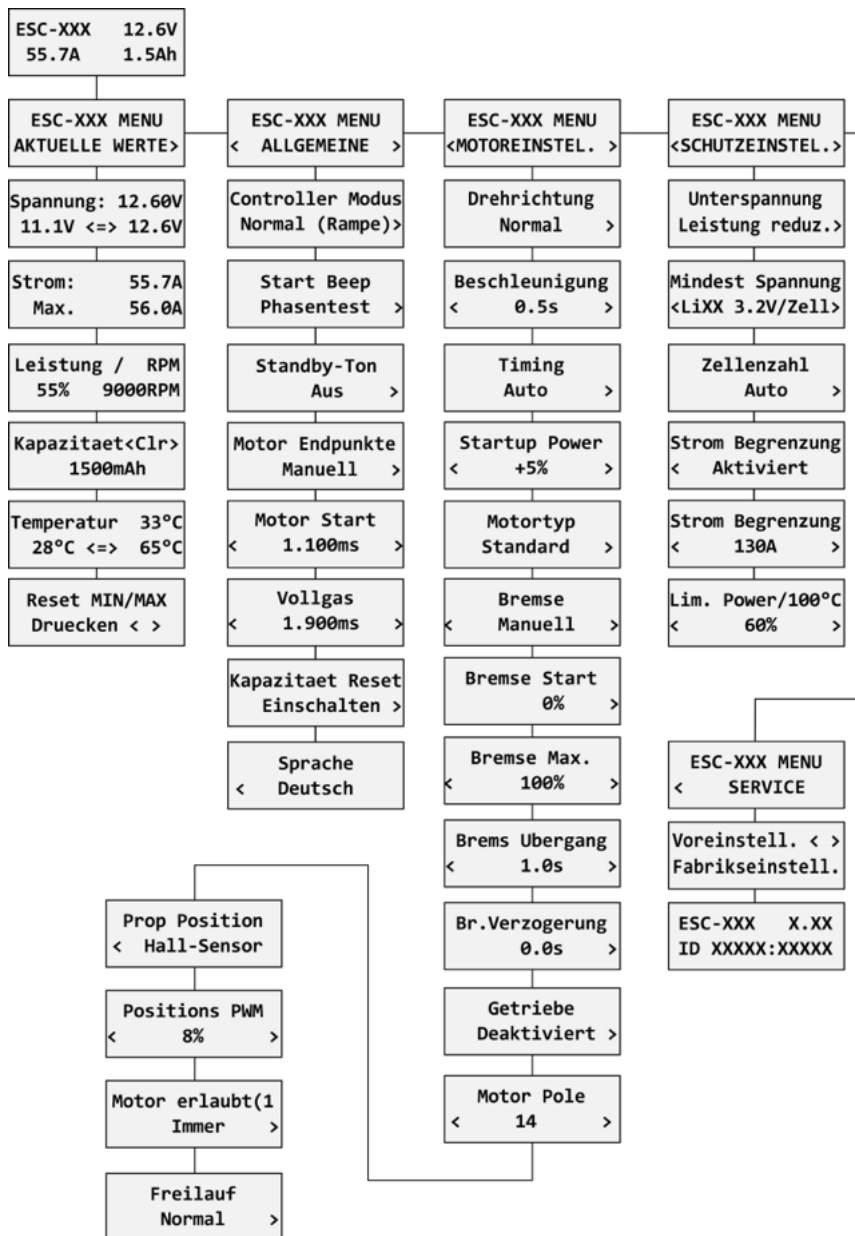 ESC-XXX 12.6V
55.7A 1.5Ah
ESC-XXX MENU
AKTUELLE WERTE>
Spannung: 12.60V
11.1V <=> 12.6V
Strom: 55.7A
Max. 56.0A
Leistung / RPM
55% 9000RPM
Kapazitaet<Clr>
1500mAh
Temperatur 33°C
28°C <=> 65°C
Reset MIN/MAX
Druecken < >
ESC-XXX MENU
< ALLGEMEINE >
Controller Modus
Normal (Rampe)>
Start Beep
Phasentest >
Standby-Ton
Aus >
Motor Endpunkte
Manuell >
Motor Start
< 1.100ms >
Vollgas
< 1.900ms >
Kapazitaet Reset
Einschalten >
Sprache
< Deutsch
ESC-XXX MENU
<MOTOREINSTEL. >
Drehrichtung
Normal >
Beschleunigung
< 0.5s >
Timing
Auto >
Startup Power
< +5% >
Motortyp
Standard >
Bremse
< Manuell >
Bremse Start
0% >
Bremse Max.
< 100% >
Brems Ubergang
< 1.0s >
Br.Verzogerung
0.0s >
Getriebe
Deaktiviert >
Motor Pole
< 14 >
Prop Position
< Hall-Sensor
Positions PWM
< 8% >
Motor erlaubt(1
Immer >
Freilauf
Normal >
ESC-XXX MENU
<SCHUTZEINSTEL.>
Unterspannung
Leistung reduz.>
Mindest Spannung
<LiXX 3.2V/Zell>
Zellenzahl
Auto >
Strom Begrenzung
< Aktiviert
Strom Begrenzung
< 130A >
Lim. Power/100°C
< 60% >
ESC-XXX MENU
< SERVICE
Voreinstell. < >
Fabrikseinstell.
ESC-XXX X.XX
ID XXXXX:XXXXX